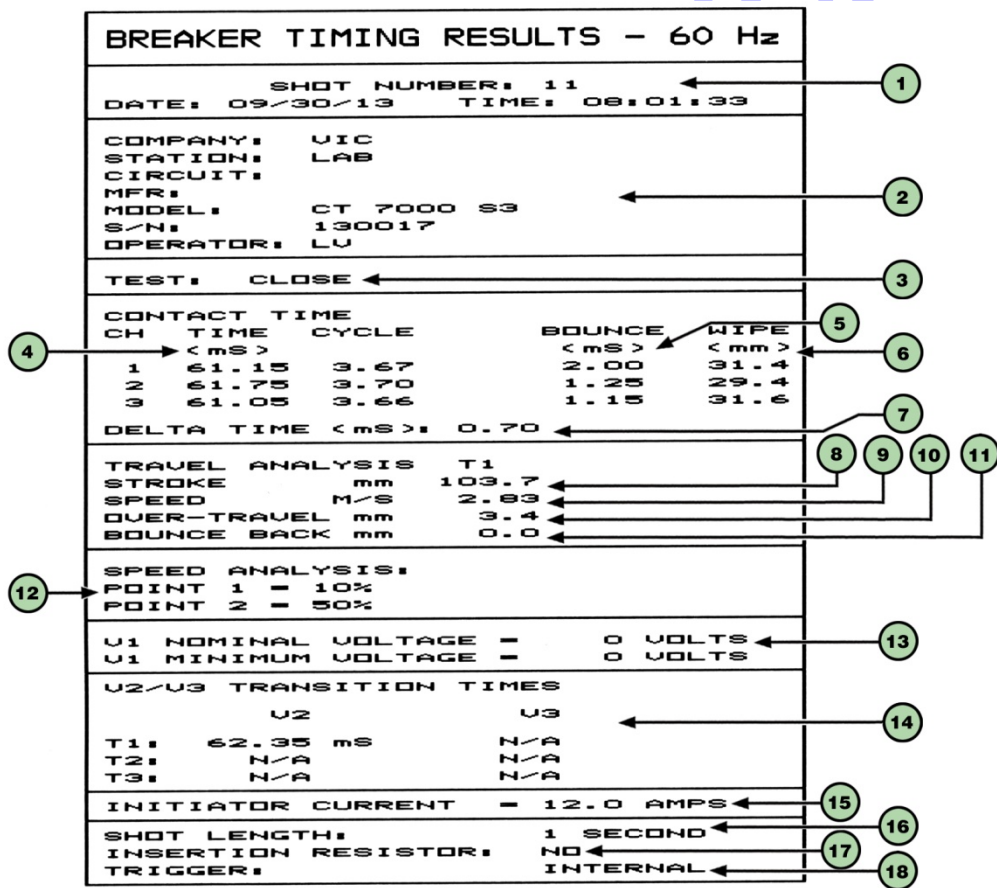 BREAKER TIMING RESULTS - 60 Hz
SHOT NUMBER: 11
1
DATE: 09/30/13 TIME: 08:01:33
COMPANY: VIC
STATION: LAB
CIRCUIT:
MFR:
2
MODEL: CT 7000 S3
S/N: 130017
OPERATOR: LV
TEST: CLOSE
3
CONTACT TIME
CH TIME CYCLE BOUNCE WIPE
5
4
<mS> <mS> <mm>
6
1 61.15 3.67 2.00 31.4
2 61.75 3.70 1.25 29.4
3 61.05 3.66 1.15 31.6
7
DELTA TIME <mS>: 0.70
8 9 10 11
TRAVEL ANALYSIS T1
STROKE mm 103.7
SPEED M/S 2.83
OVER-TRAVEL mm 3.4
BOUNCE BACK mm 0.0
SPEED ANALYSIS:
12
POINT 1 = 10%
POINT 2 = 50%
V1 NOMINAL VOLTAGE = 0 VOLTS
13
V1 MINIMUM VOLTAGE = 0 VOLTS
V2/V3 TRANSITION TIMES
V2 V3
14
T1: 62.35 mS N/A
T2: N/A N/A
T3: N/A N/A
INITIATOR CURRENT = 12.0 AMPS
15
SHOT LENGTH: 1 SECOND
16
INSERTION RESISTOR: NO
17
TRIGGER: INTERNAL
18